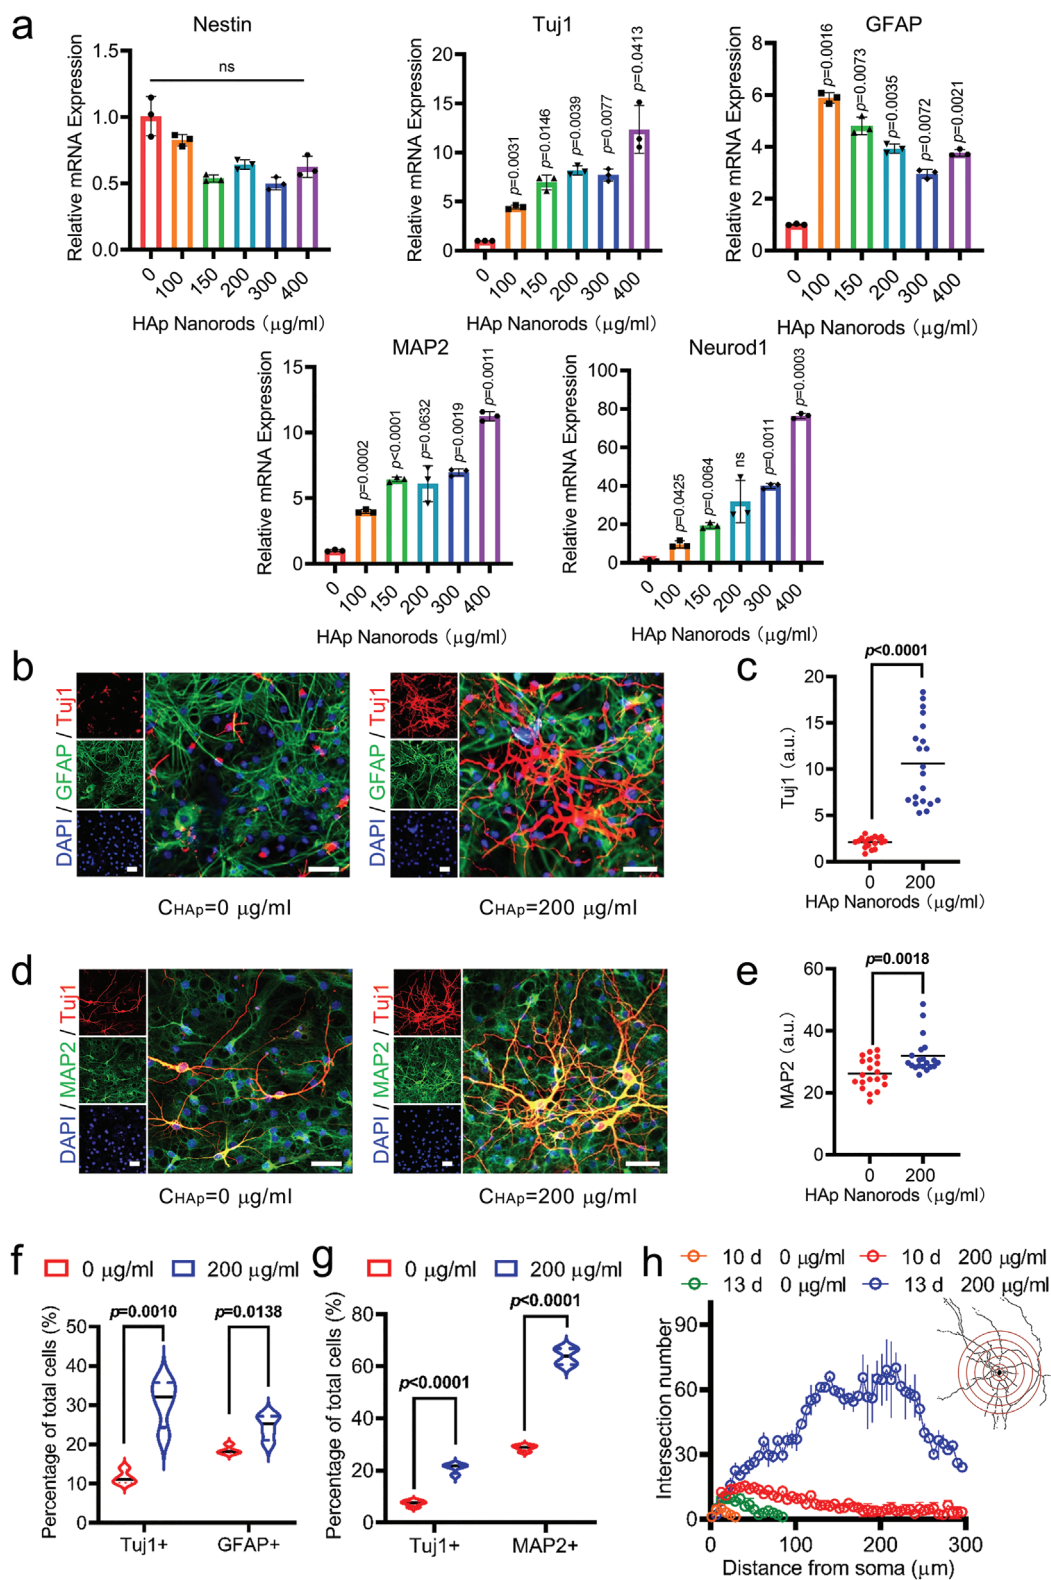 a
Nestin
Relative mRNA Expression
1.5
1.0
0.5
0.0
ns
0
100
150
200
300
400
HAp Nanorods (μg/ml)
Tuj1
Relative mRNA Expression
20
15
10
5
0
p=0.0031
p=0.0146
p=0.0039
p=0.0077
p=0.0413
0
100
150
200
300
400
HAp Nanorods (μg/ml)
GFAP
Relative mRNA Expression
8
6
4
2
0
p=0.0016
p=0.0073
p=0.0035
p=0.0072
p=0.0021
0
100
150
200
300
400
HAp Nanorods (μg/ml)
MAP2
Relative mRNA Expression
15
10
5
0
p=0.0002
p<0.0001
p=0.0632
p=0.0019
p=0.0011
0
100
150
200
300
400
HAp Nanorods (μg/ml)
Neurod1
Relative mRNA Expression
100
80
60
40
20
0
p=0.0425
p=0.0064
ns
p=0.0011
p=0.0003
0
100
150
200
300
400
HAp Nanorods (μg/ml)
b
DAPI / GFAP / Tuj1
CHAp=0 μg/ml
CHAp=200 μg/ml
c
p<0.0001
Tuj1 (a.u.)
20
15
10
5
0
0
200
HAp Nanorods (μg/ml)
d
DAPI / MAP2 / Tuj1
CHAp=0 μg/ml
CHAp=200 μg/ml
e
p=0.0018
MAP2 (a.u.)
60
40
20
0
0
200
HAp Nanorods (μg/ml)
f
0 μg/ml
200 μg/ml
p=0.0010
p=0.0138
Percentage of total cells (%)
50
40
30
20
10
0
Tuj1+
GFAP+
g
0 μg/ml
200 μg/ml
p<0.0001
p<0.0001
Percentage of total cells (%)
80
60
40
20
0
Tuj1+
MAP2+
h
10 d 0 μg/ml
10 d 200 μg/ml
13 d 0 μg/ml
13 d 200 μg/ml
Intersection number
90
60
30
0
0
100
200
300
Distance from soma (μm)